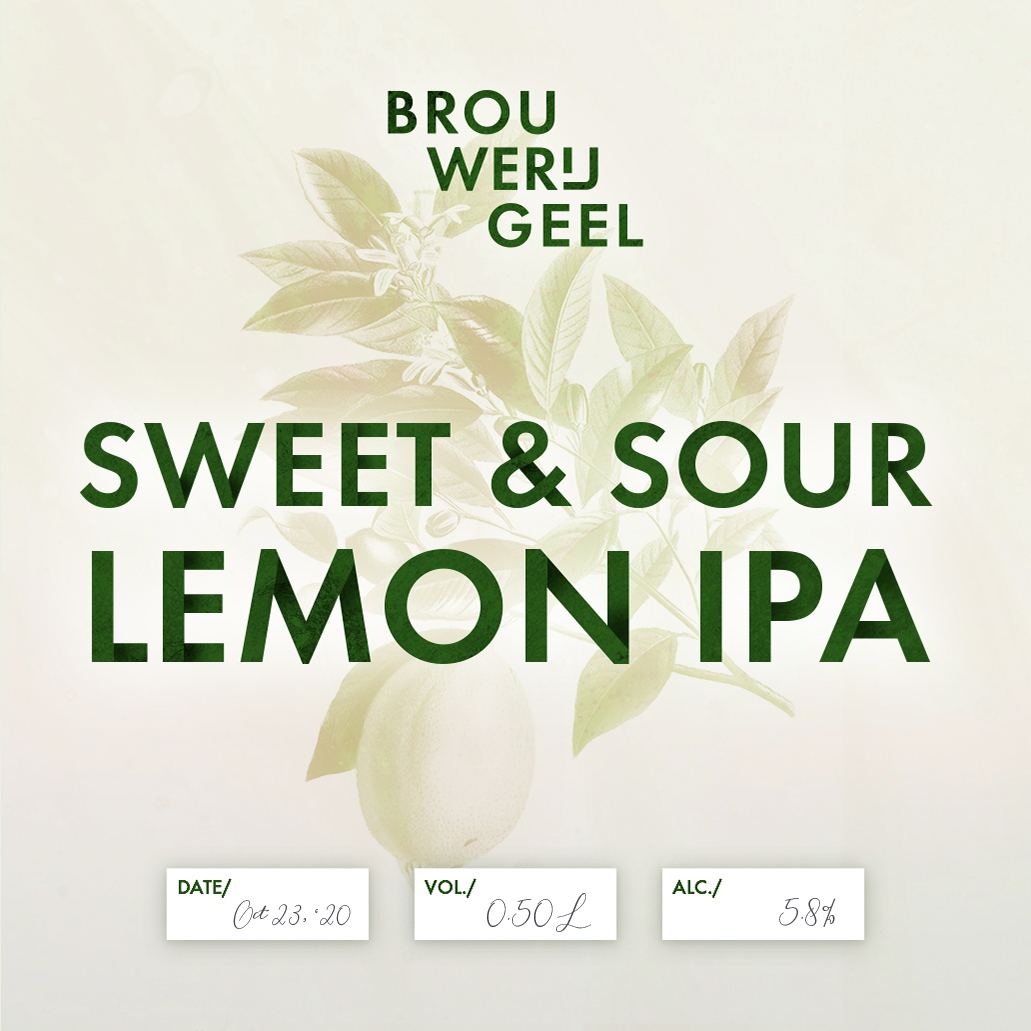 BROU
WERIJ
GEEL
SWEET & SOUR
LEMON IPA
DATE/
Oct 23, '20
VOL./
0.50 L
ALC./
5.8%